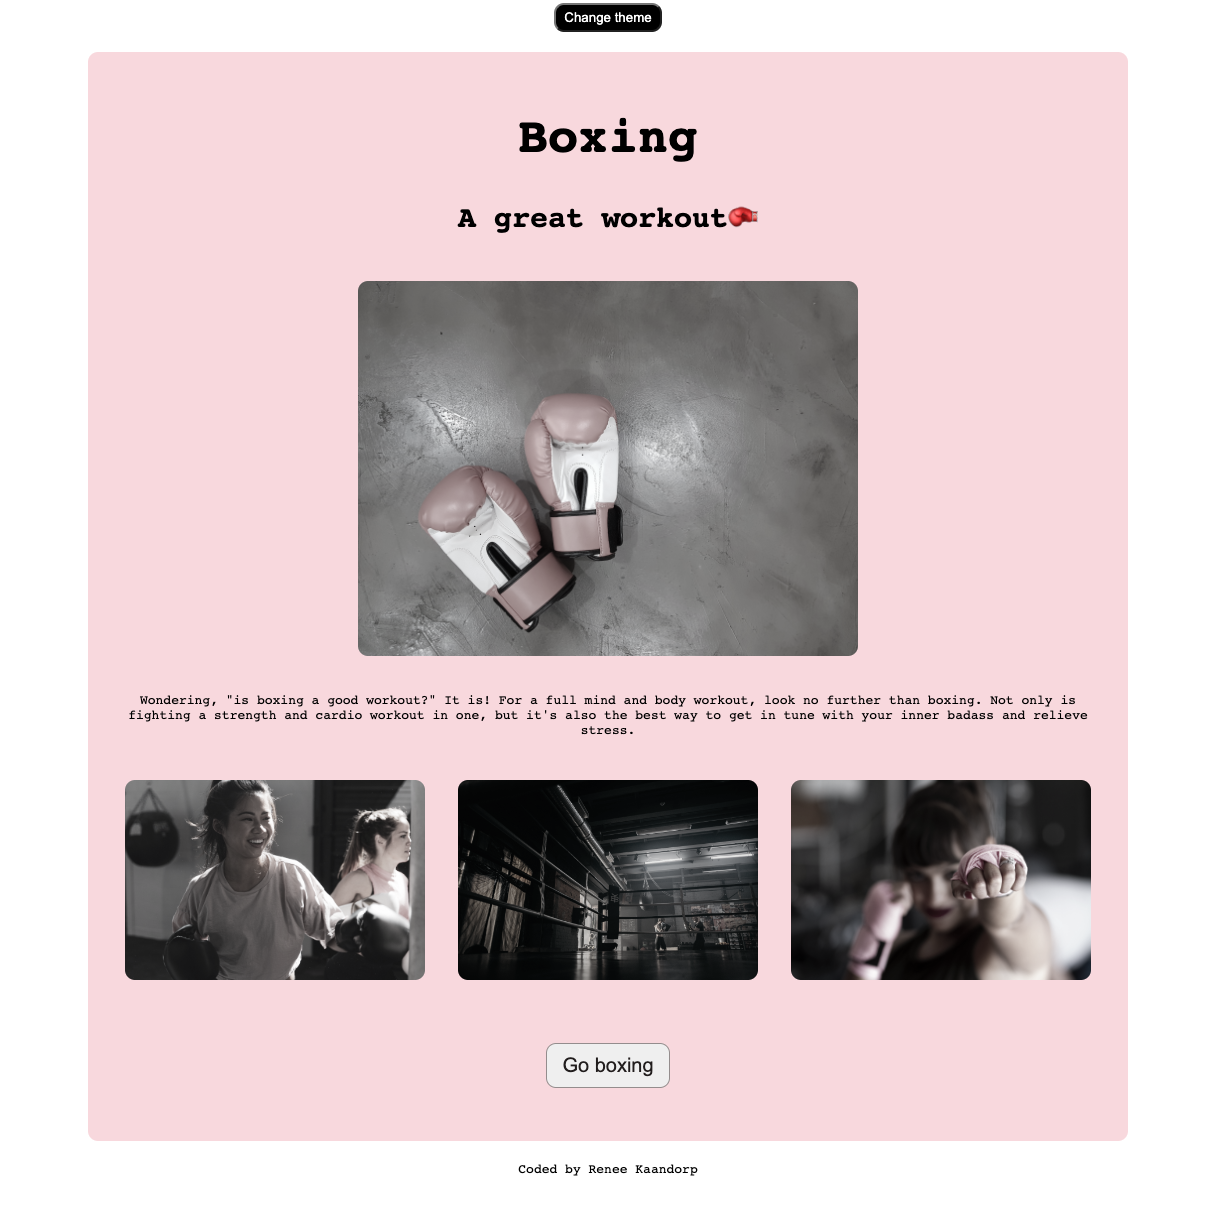 Change theme
Boxing
A great workout🥊
Wondering, "is boxing a good workout?" It is! For a full mind and body workout, look no further than boxing. Not only is
fighting a strength and cardio workout in one, but it's also the best way to get in tune with your inner badass and relieve
stress.
Go boxing
Coded by Renee Kaandorp